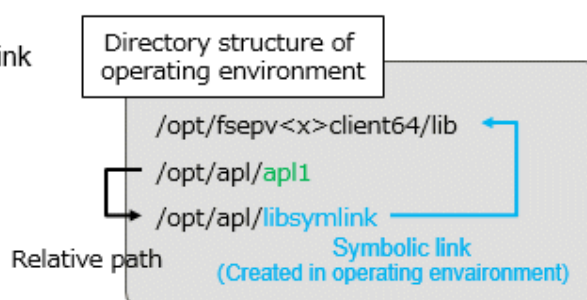 ink
Directory structure of
operating environment
/opt/fsepv<x>client64/lib
/opt/apl/apl1
/opt/apl/libsymlink
Relative path
Symbolic link
(Created in operating envaironment)